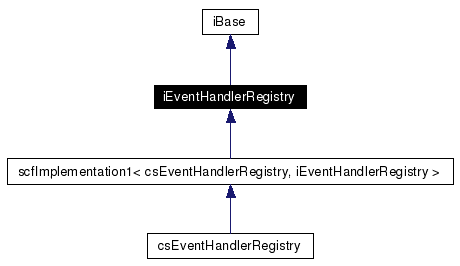 iBase
iEventHandlerRegistry
scfImplementation1< csEventHandlerRegistry, iEventHandlerRegistry >
csEventHandlerRegistry